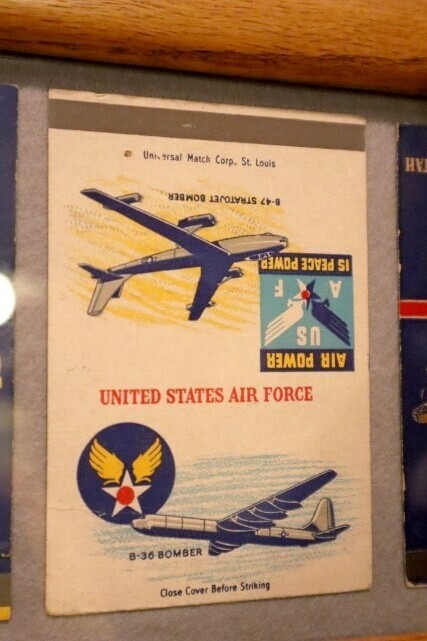 Universal Match Corp., St. Louis
B-47 STRATOJET BOMBER
AIR POWER
US
A F
IS PEACE POWER
UNITED STATES AIR FORCE
B-36 BOMBER
Close Cover Before Striking
TAH